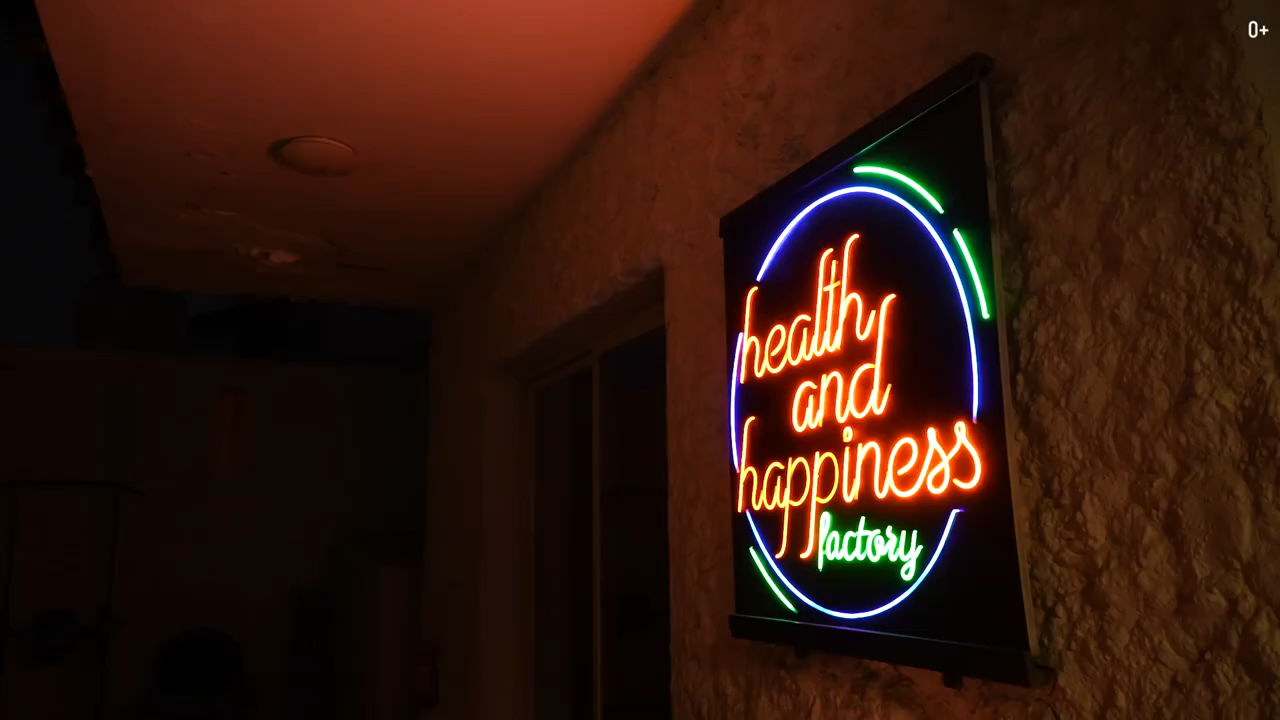 0+
health
and
happiness
factory